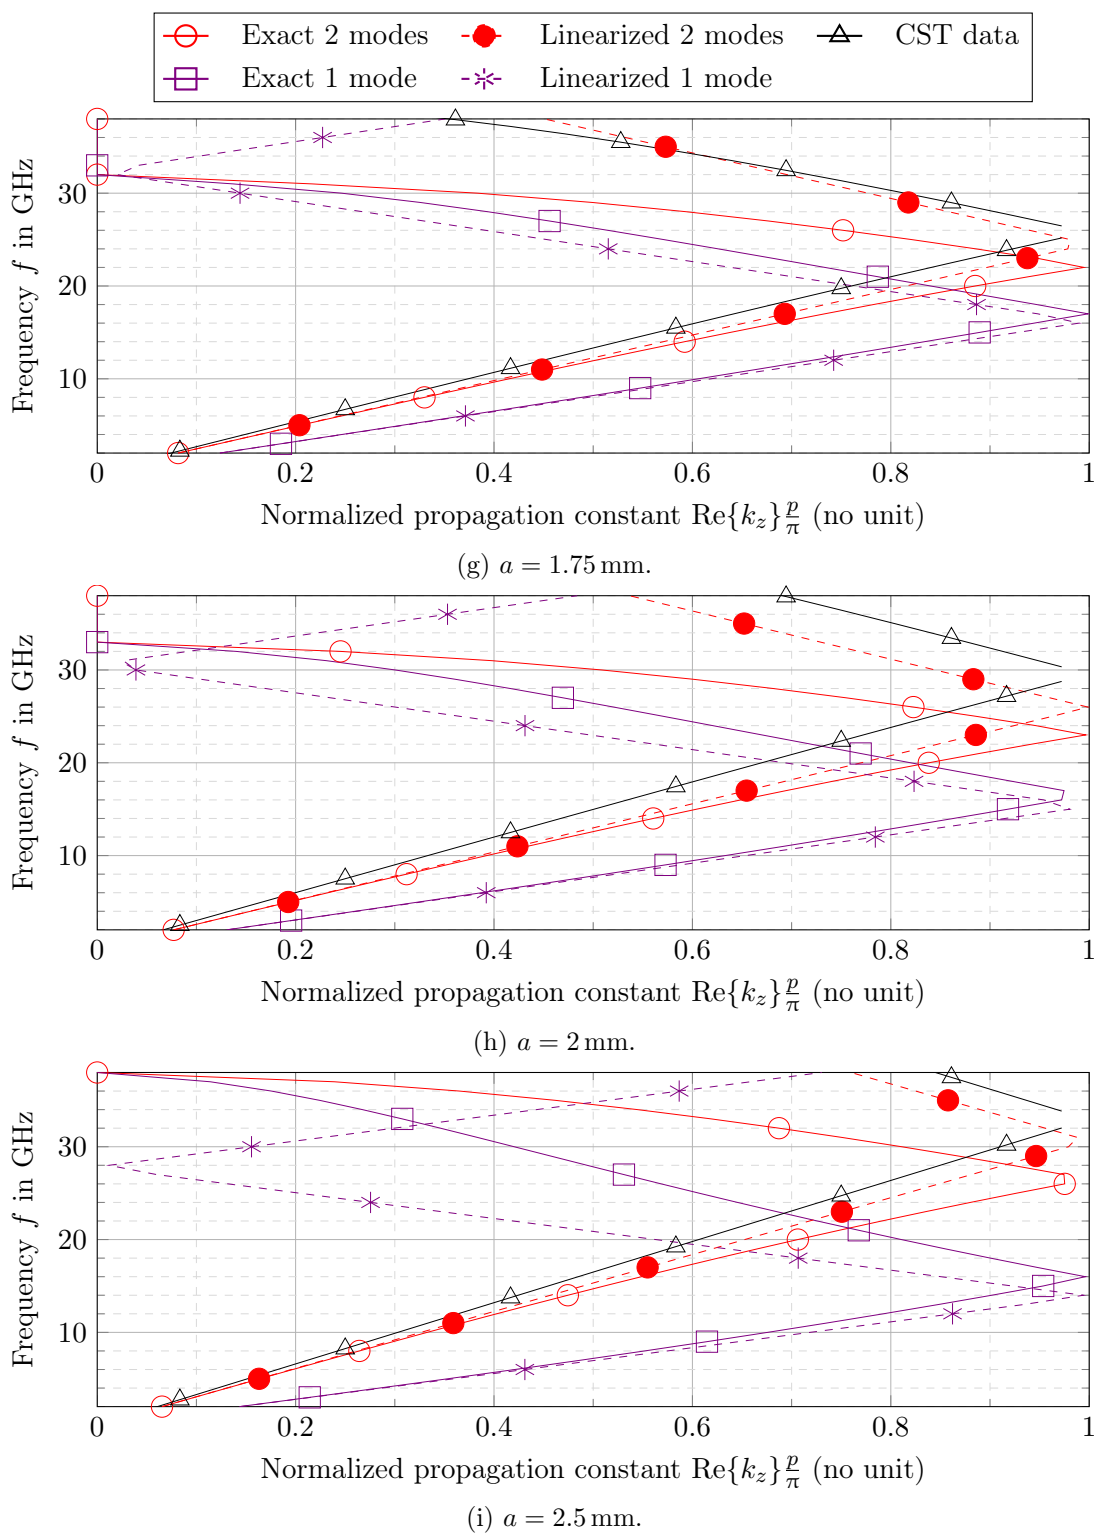 Exact 2 modes Linearized 2 modes CST data
Exact 1 mode Linearized 1 mode
30
20
10
0 0.2 0.4 0.6 0.8 1
Frequency f in GHz
Normalized propagation constant Re{k_z} p/π (no unit)
(g) a = 1.75 mm.
30
20
10
0 0.2 0.4 0.6 0.8 1
Frequency f in GHz
Normalized propagation constant Re{k_z} p/π (no unit)
(h) a = 2 mm.
30
20
10
0 0.2 0.4 0.6 0.8 1
Frequency f in GHz
Normalized propagation constant Re{k_z} p/π (no unit)
(i) a = 2.5 mm.